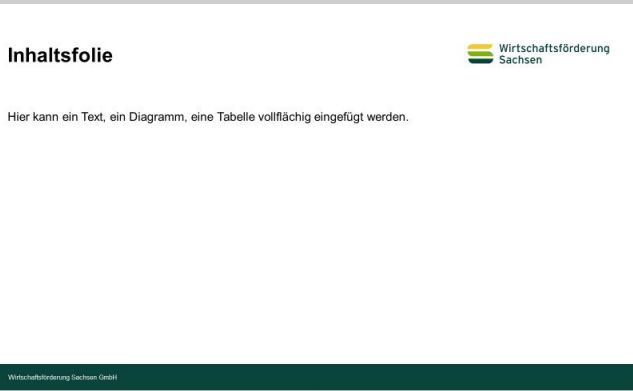 Inhaltsfolie
Wirtschaftsförderung
Sachsen
Hier kann ein Text, ein Diagramm, eine Tabelle vollflächig eingefügt werden.
Wirtschaftsförderung Sachsen GmbH